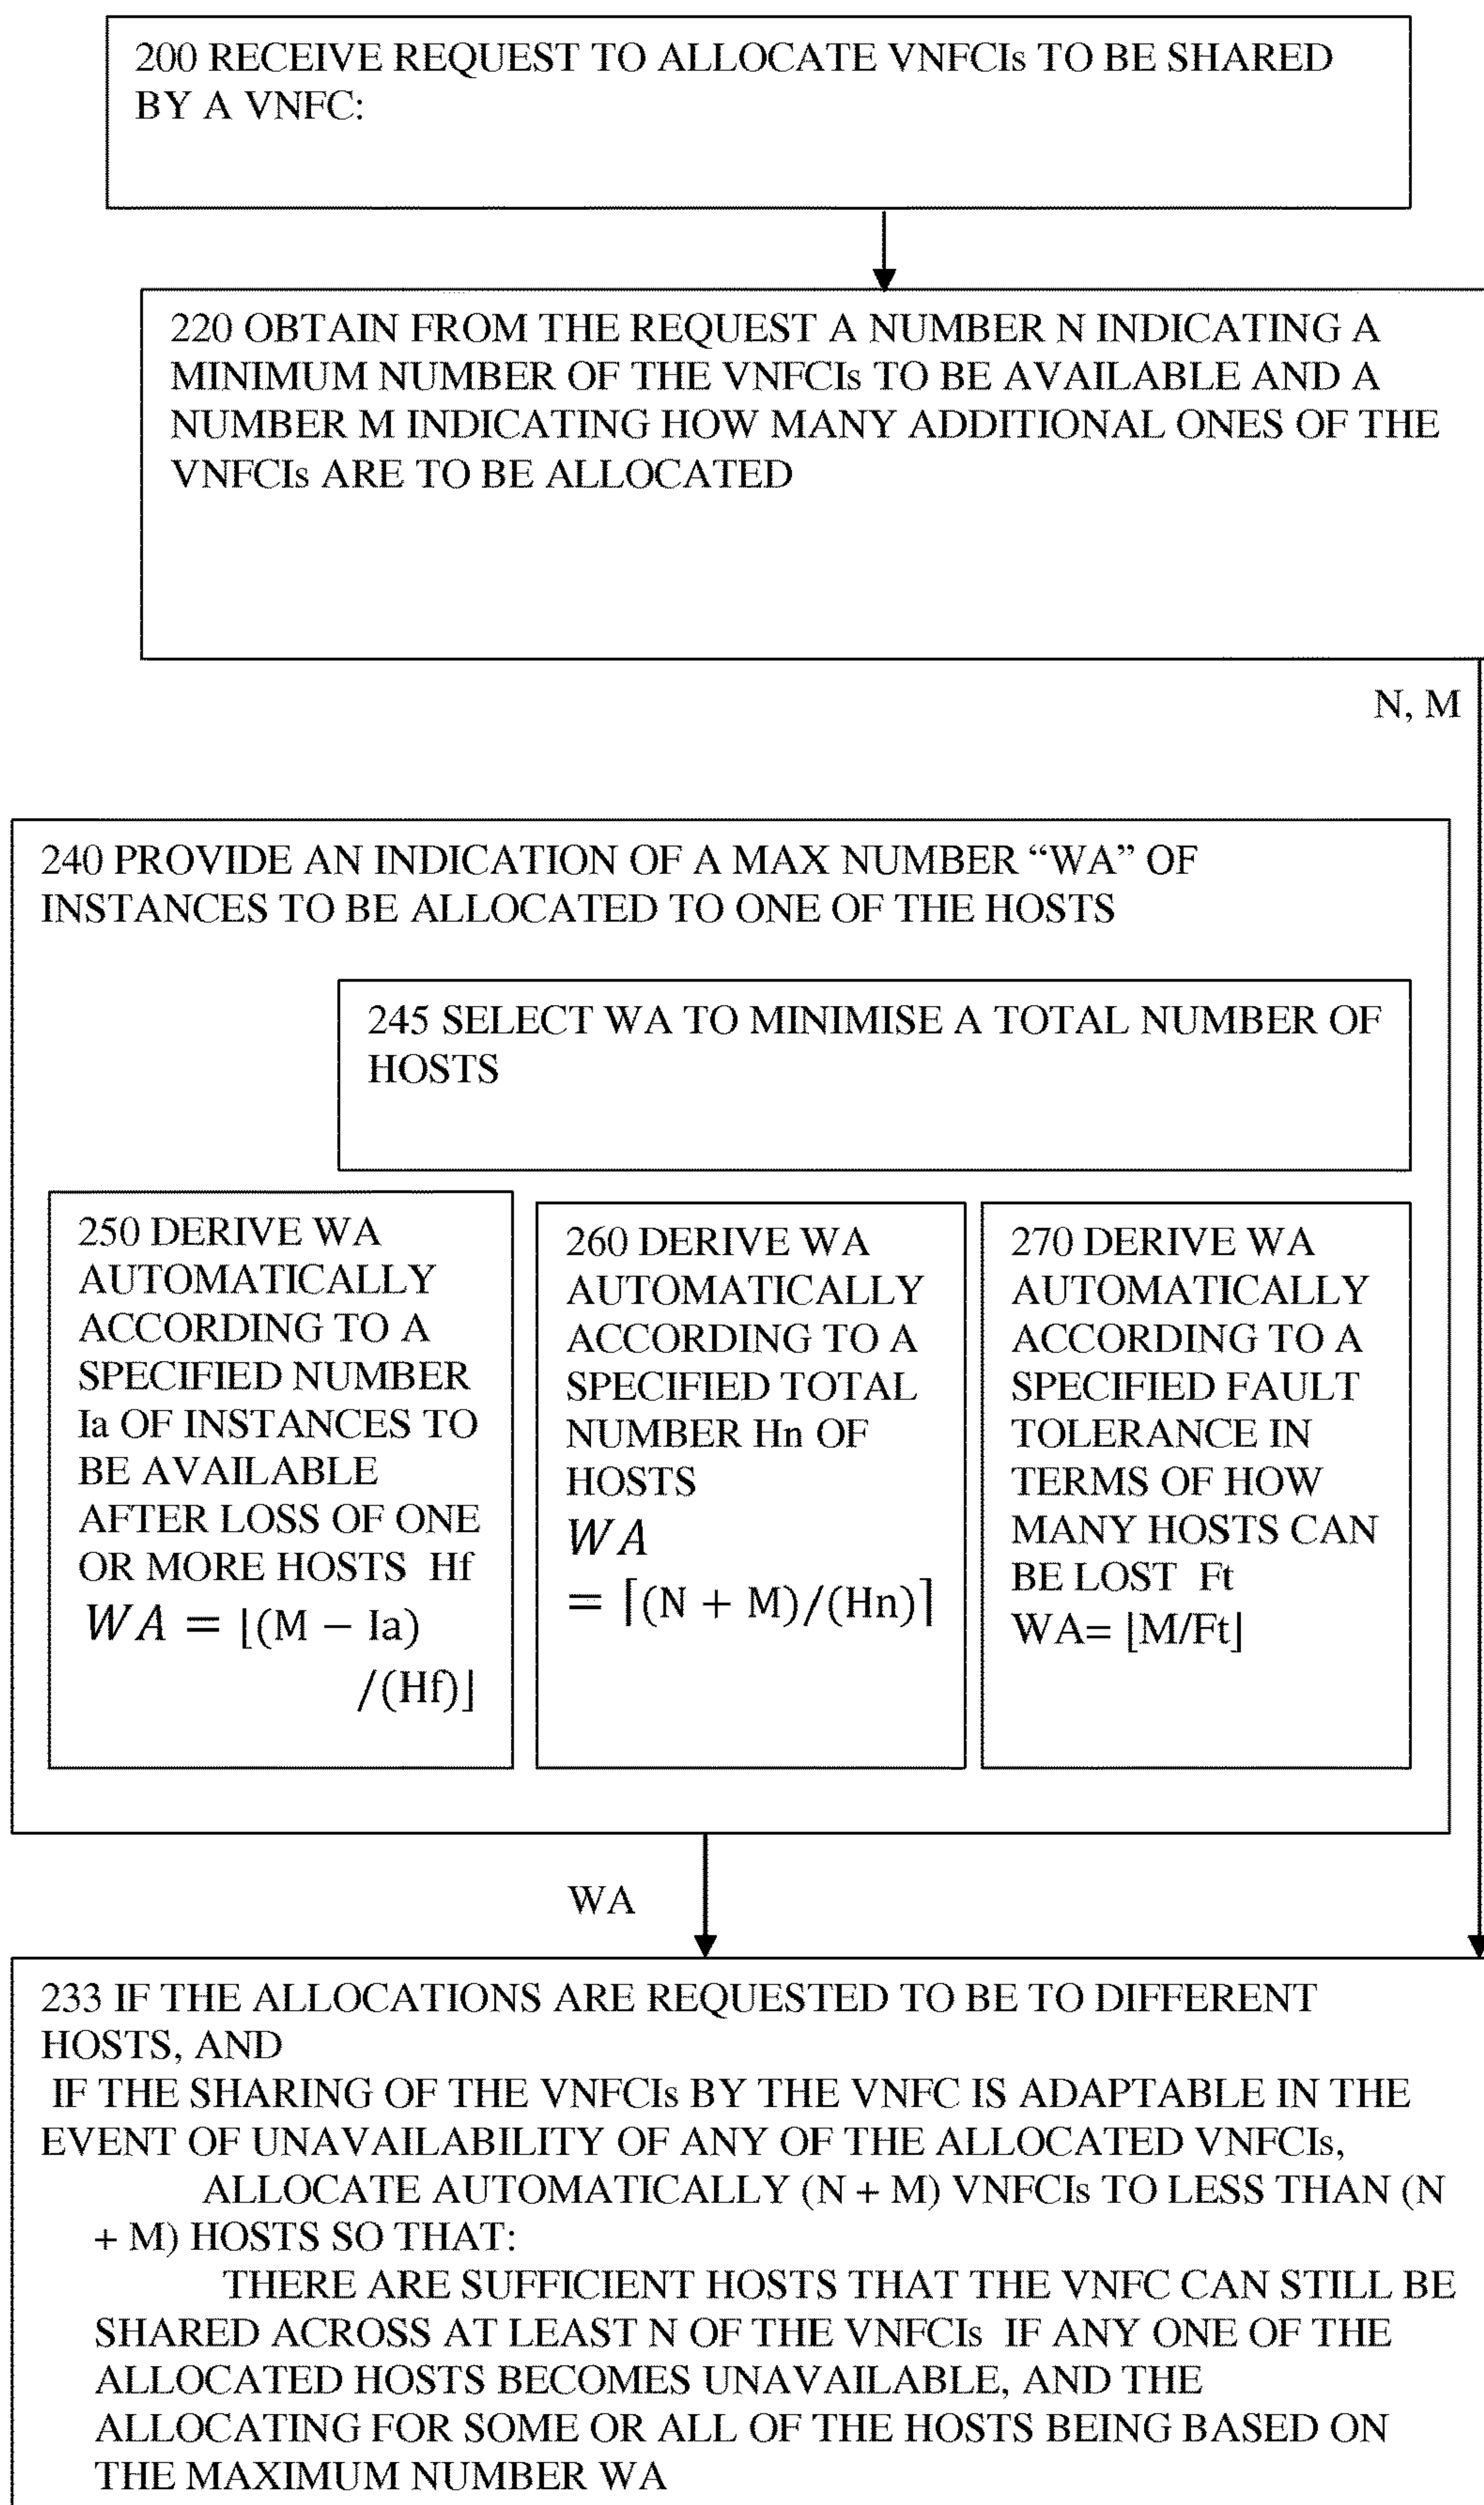 200 RECEIVE REQUEST TO ALLOCATE VNFCIs TO BE SHARED
BY A VNFC:
220 OBTAIN FROM THE REQUEST A NUMBER N INDICATING A
MINIMUM NUMBER OF THE VNFCIs TO BE AVAILABLE AND A
NUMBER M INDICATING HOW MANY ADDITIONAL ONES OF THE
VNFCIs ARE TO BE ALLOCATED
N, M
240 PROVIDE AN INDICATION OF A MAX NUMBER “WA” OF
INSTANCES TO BE ALLOCATED TO ONE OF THE HOSTS
245 SELECT WA TO MINIMISE A TOTAL NUMBER OF
HOSTS
250 DERIVE WA
AUTOMATICALLY
ACCORDING TO A
SPECIFIED NUMBER
Ia OF INSTANCES TO
BE AVAILABLE
AFTER LOSS OF ONE
OR MORE HOSTS Hf
WA = ⌊(M − Ia)
/(Hf)⌋
260 DERIVE WA
AUTOMATICALLY
ACCORDING TO A
SPECIFIED TOTAL
NUMBER Hn OF
HOSTS
WA
= ⌈(N + M)/(Hn)⌉
270 DERIVE WA
AUTOMATICALLY
ACCORDING TO A
SPECIFIED FAULT
TOLERANCE IN
TERMS OF HOW
MANY HOSTS CAN
BE LOST Ft
WA= ⌊M/Ft⌋
WA
233 IF THE ALLOCATIONS ARE REQUESTED TO BE TO DIFFERENT
HOSTS, AND
IF THE SHARING OF THE VNFCIs BY THE VNFC IS ADAPTABLE IN THE
EVENT OF UNAVAILABILITY OF ANY OF THE ALLOCATED VNFCIs,
ALLOCATE AUTOMATICALLY (N + M) VNFCIs TO LESS THAN (N
+ M) HOSTS SO THAT:
THERE ARE SUFFICIENT HOSTS THAT THE VNFC CAN STILL BE
SHARED ACROSS AT LEAST N OF THE VNFCIs IF ANY ONE OF THE
ALLOCATED HOSTS BECOMES UNAVAILABLE, AND THE
ALLOCATING FOR SOME OR ALL OF THE HOSTS BEING BASED ON
THE MAXIMUM NUMBER WA